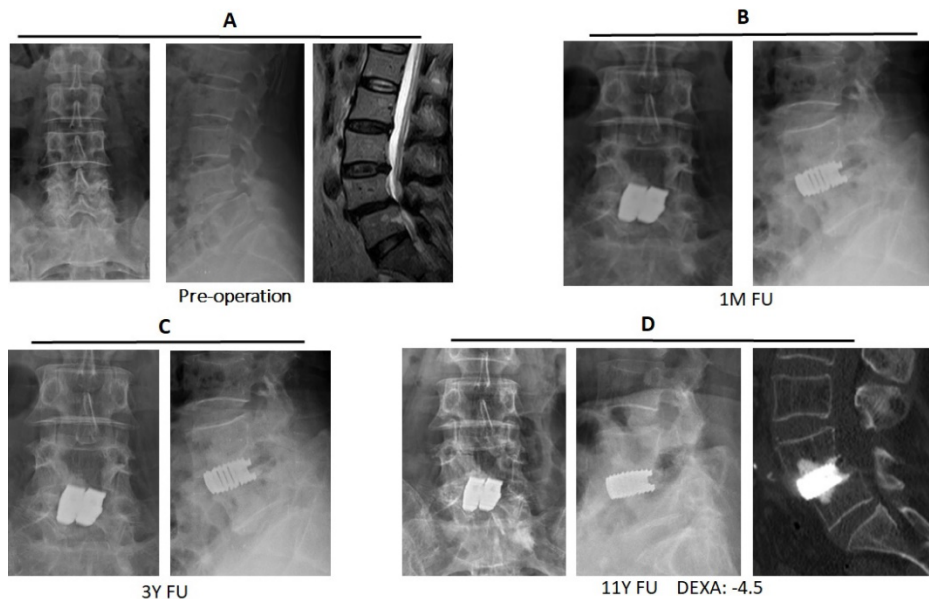 A
B
Pre-operation
1M FU
C
D
3Y FU
11Y FU DEXA: -4.5